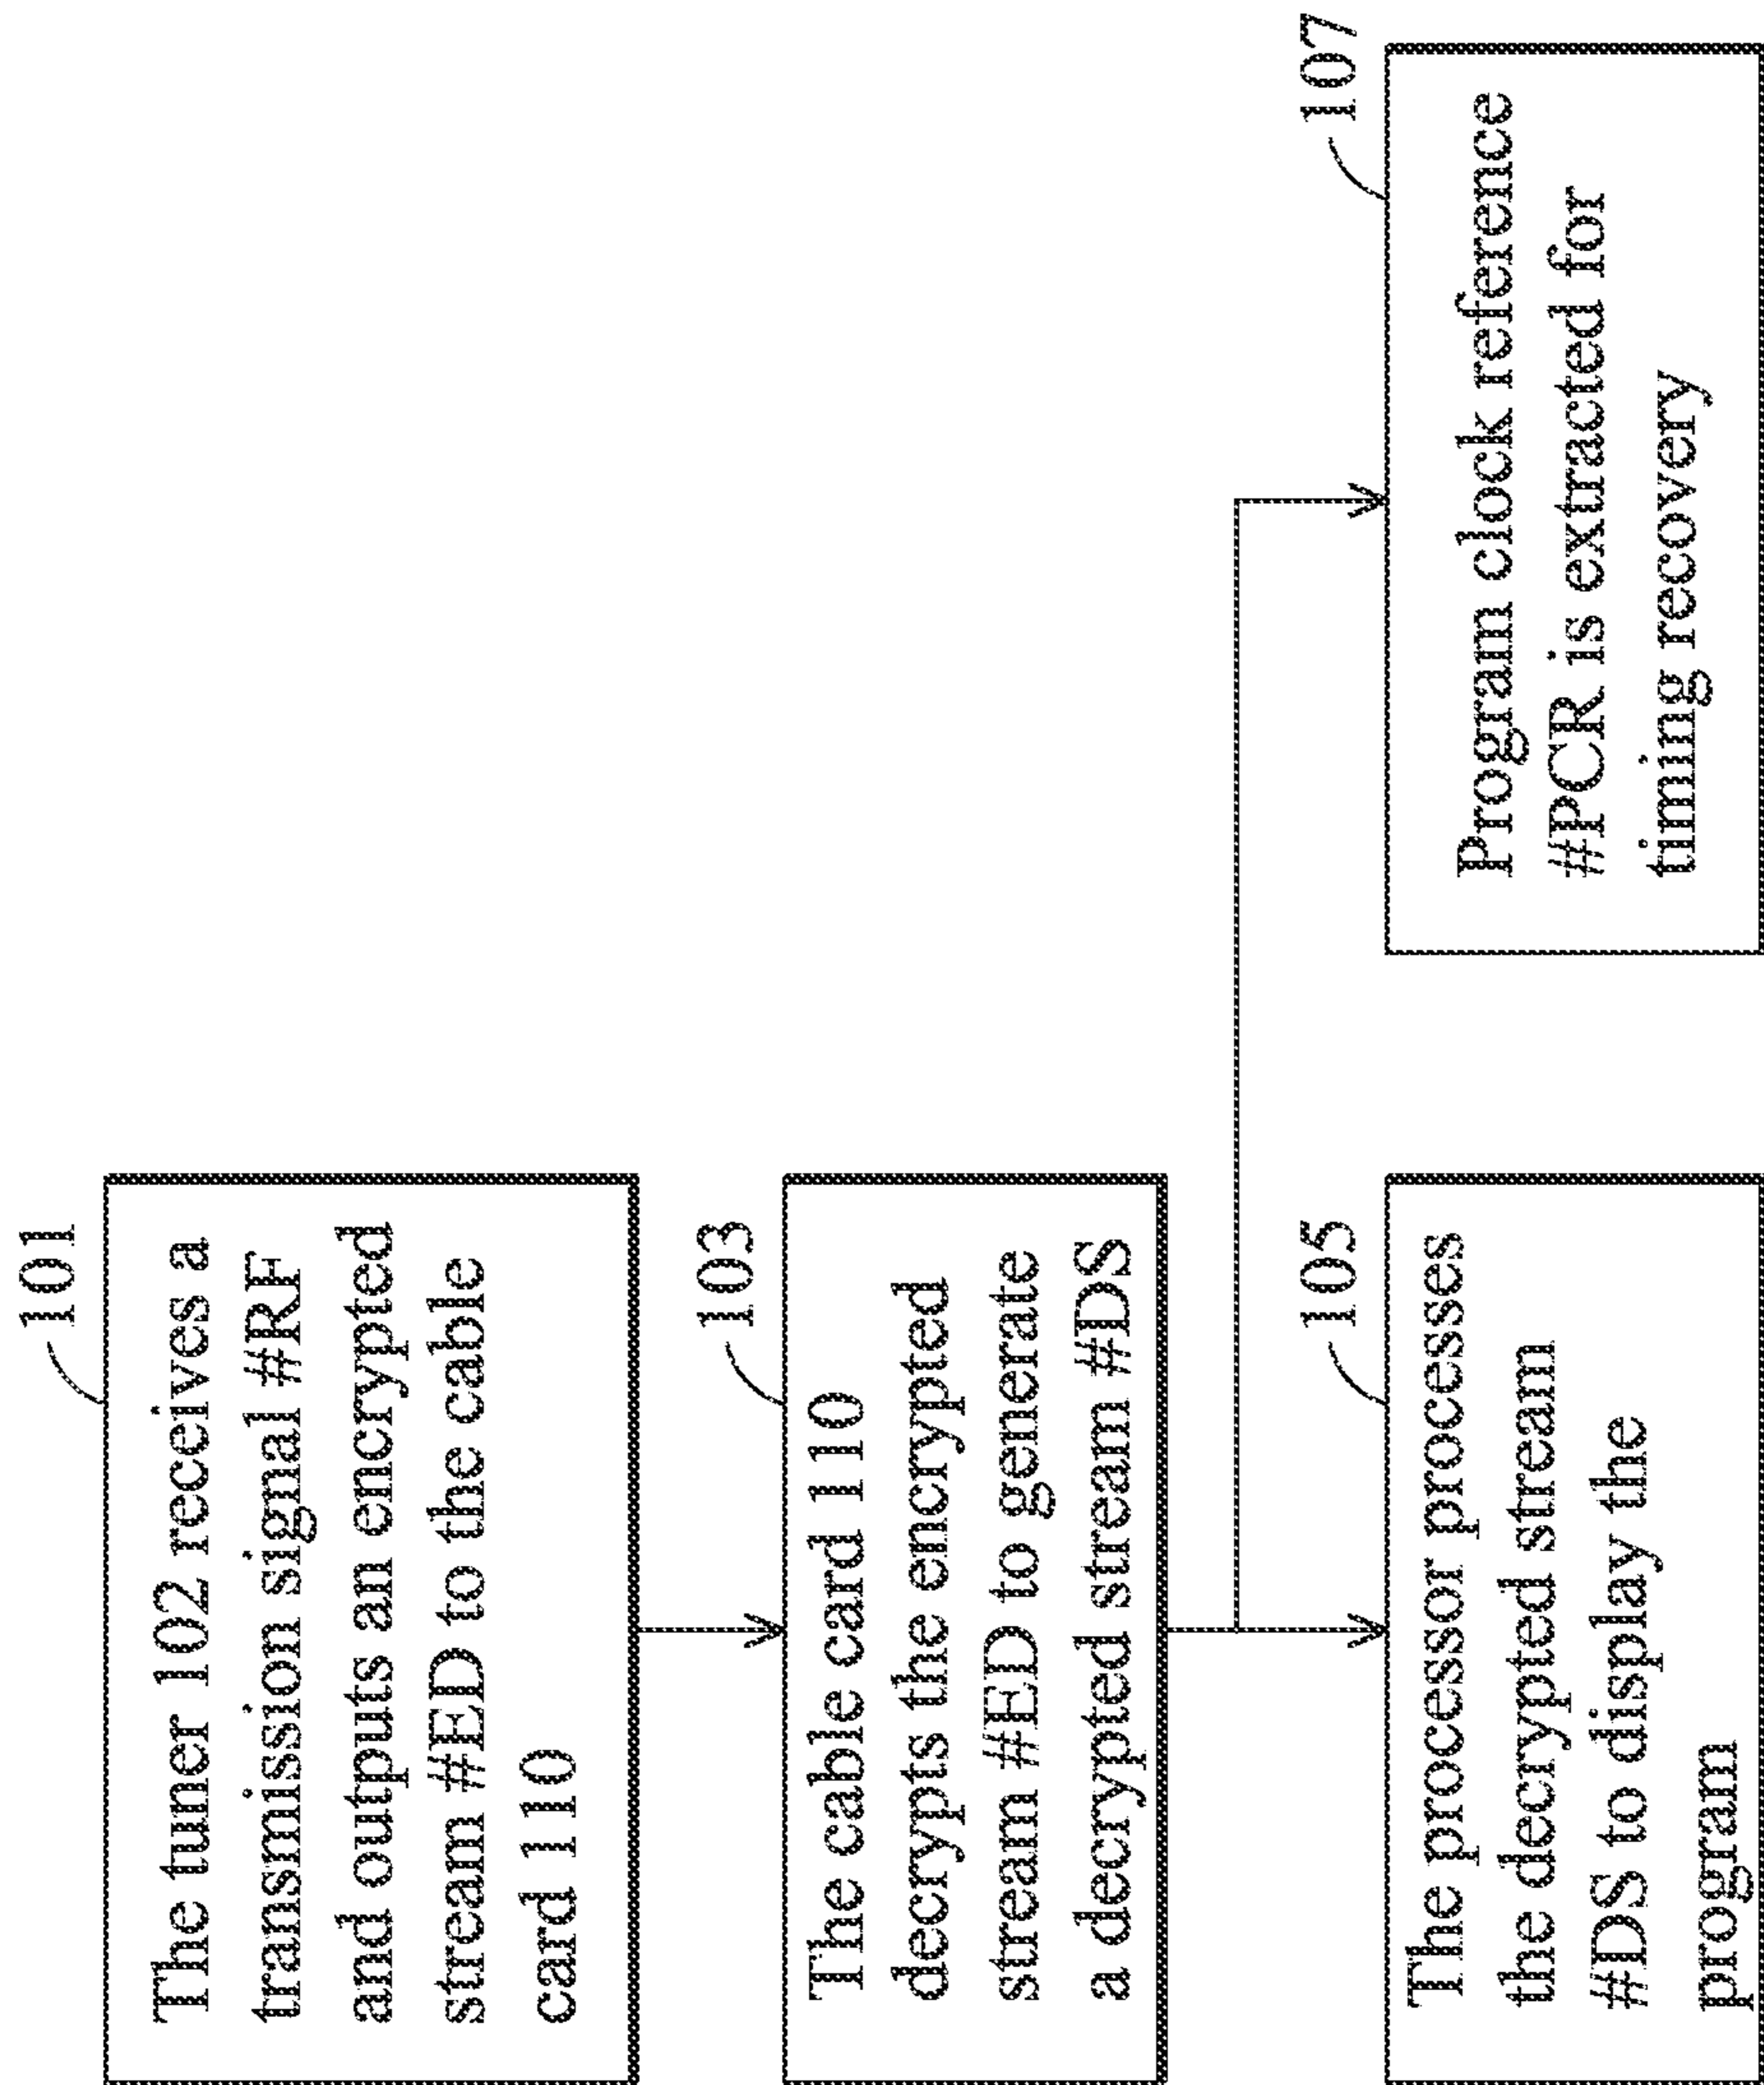 101
The tuner 102 receives a
transmission signal #RF
and outputs an encrypted
stream #ED to the cable
card 110
103
The cable card 110
decrypts the encrypted
stream #ED to generate
a decrypted stream #DS
105
The processor processes
the decrypted stream
#DS to display the
program
107
Program clock reference
#PCR is extracted for
timing recovery